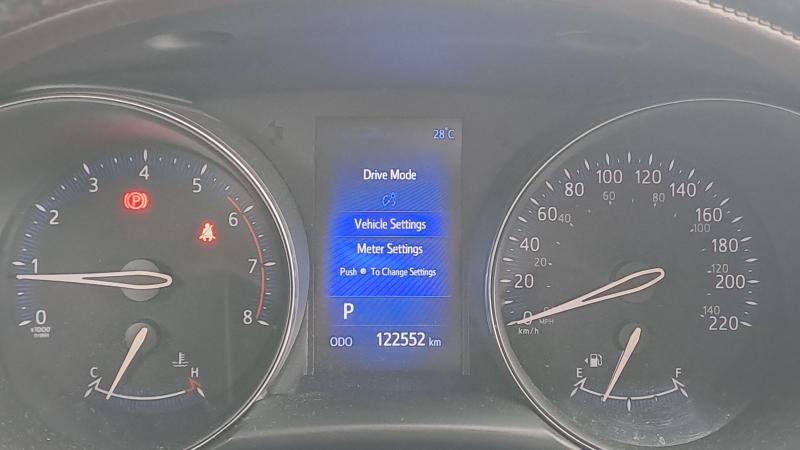 28°C
Drive Mode
Vehicle Settings
Meter Settings
Push To Change Settings
P
ODO 122552 km
0 1 2 3 4 5 6 7 8
x1000
r/min
C H
P
0 20 40 60 80 100 120 140 160 180 200 220
km/h
0 20 40 60 80 100 120 140
MPH
E F